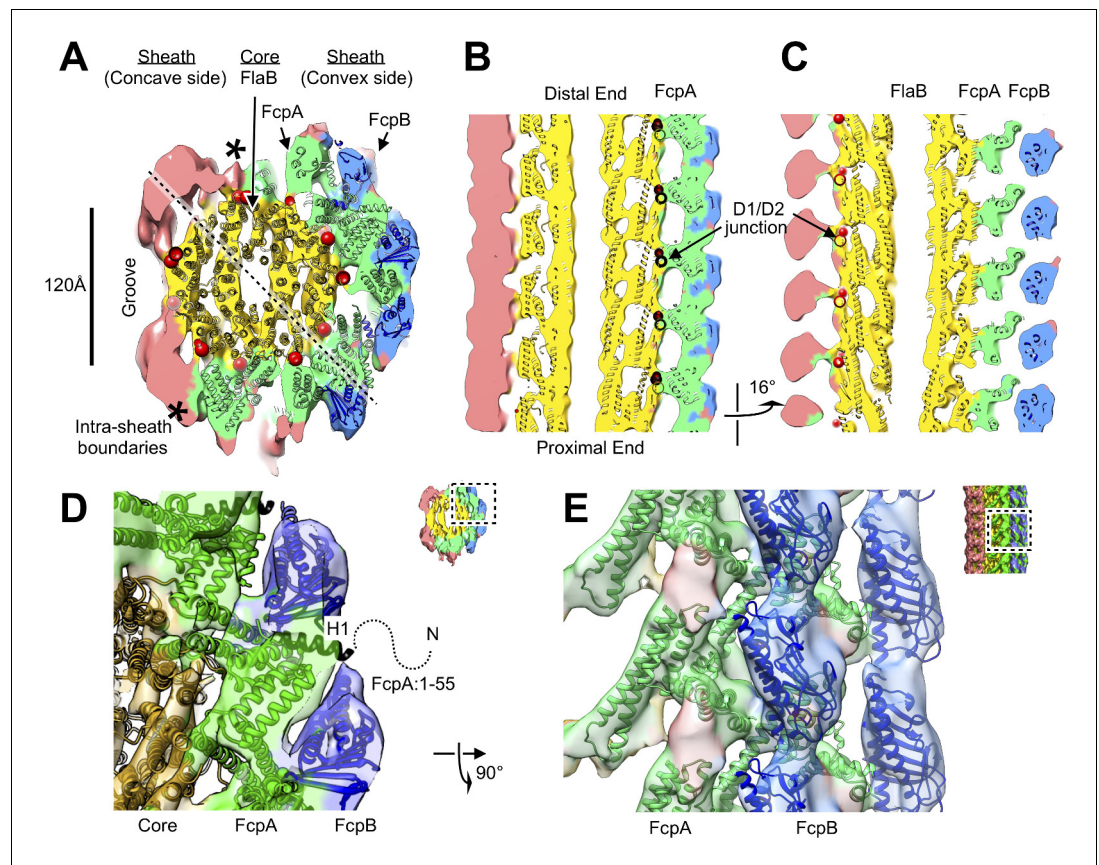 A
Sheath
(Concave side)
Core
FlaB
Sheath
(Convex side)
FcpA
FcpB
*
120Å
Groove
*
Intra-sheath
boundaries
B
Distal End
FcpA
D1/D2
junction
Proximal End
16°
C
FlaB
FcpA
FcpB
D
H1
N
FcpA:1-55
90°
Core
FcpA
FcpB
E
FcpA
FcpB